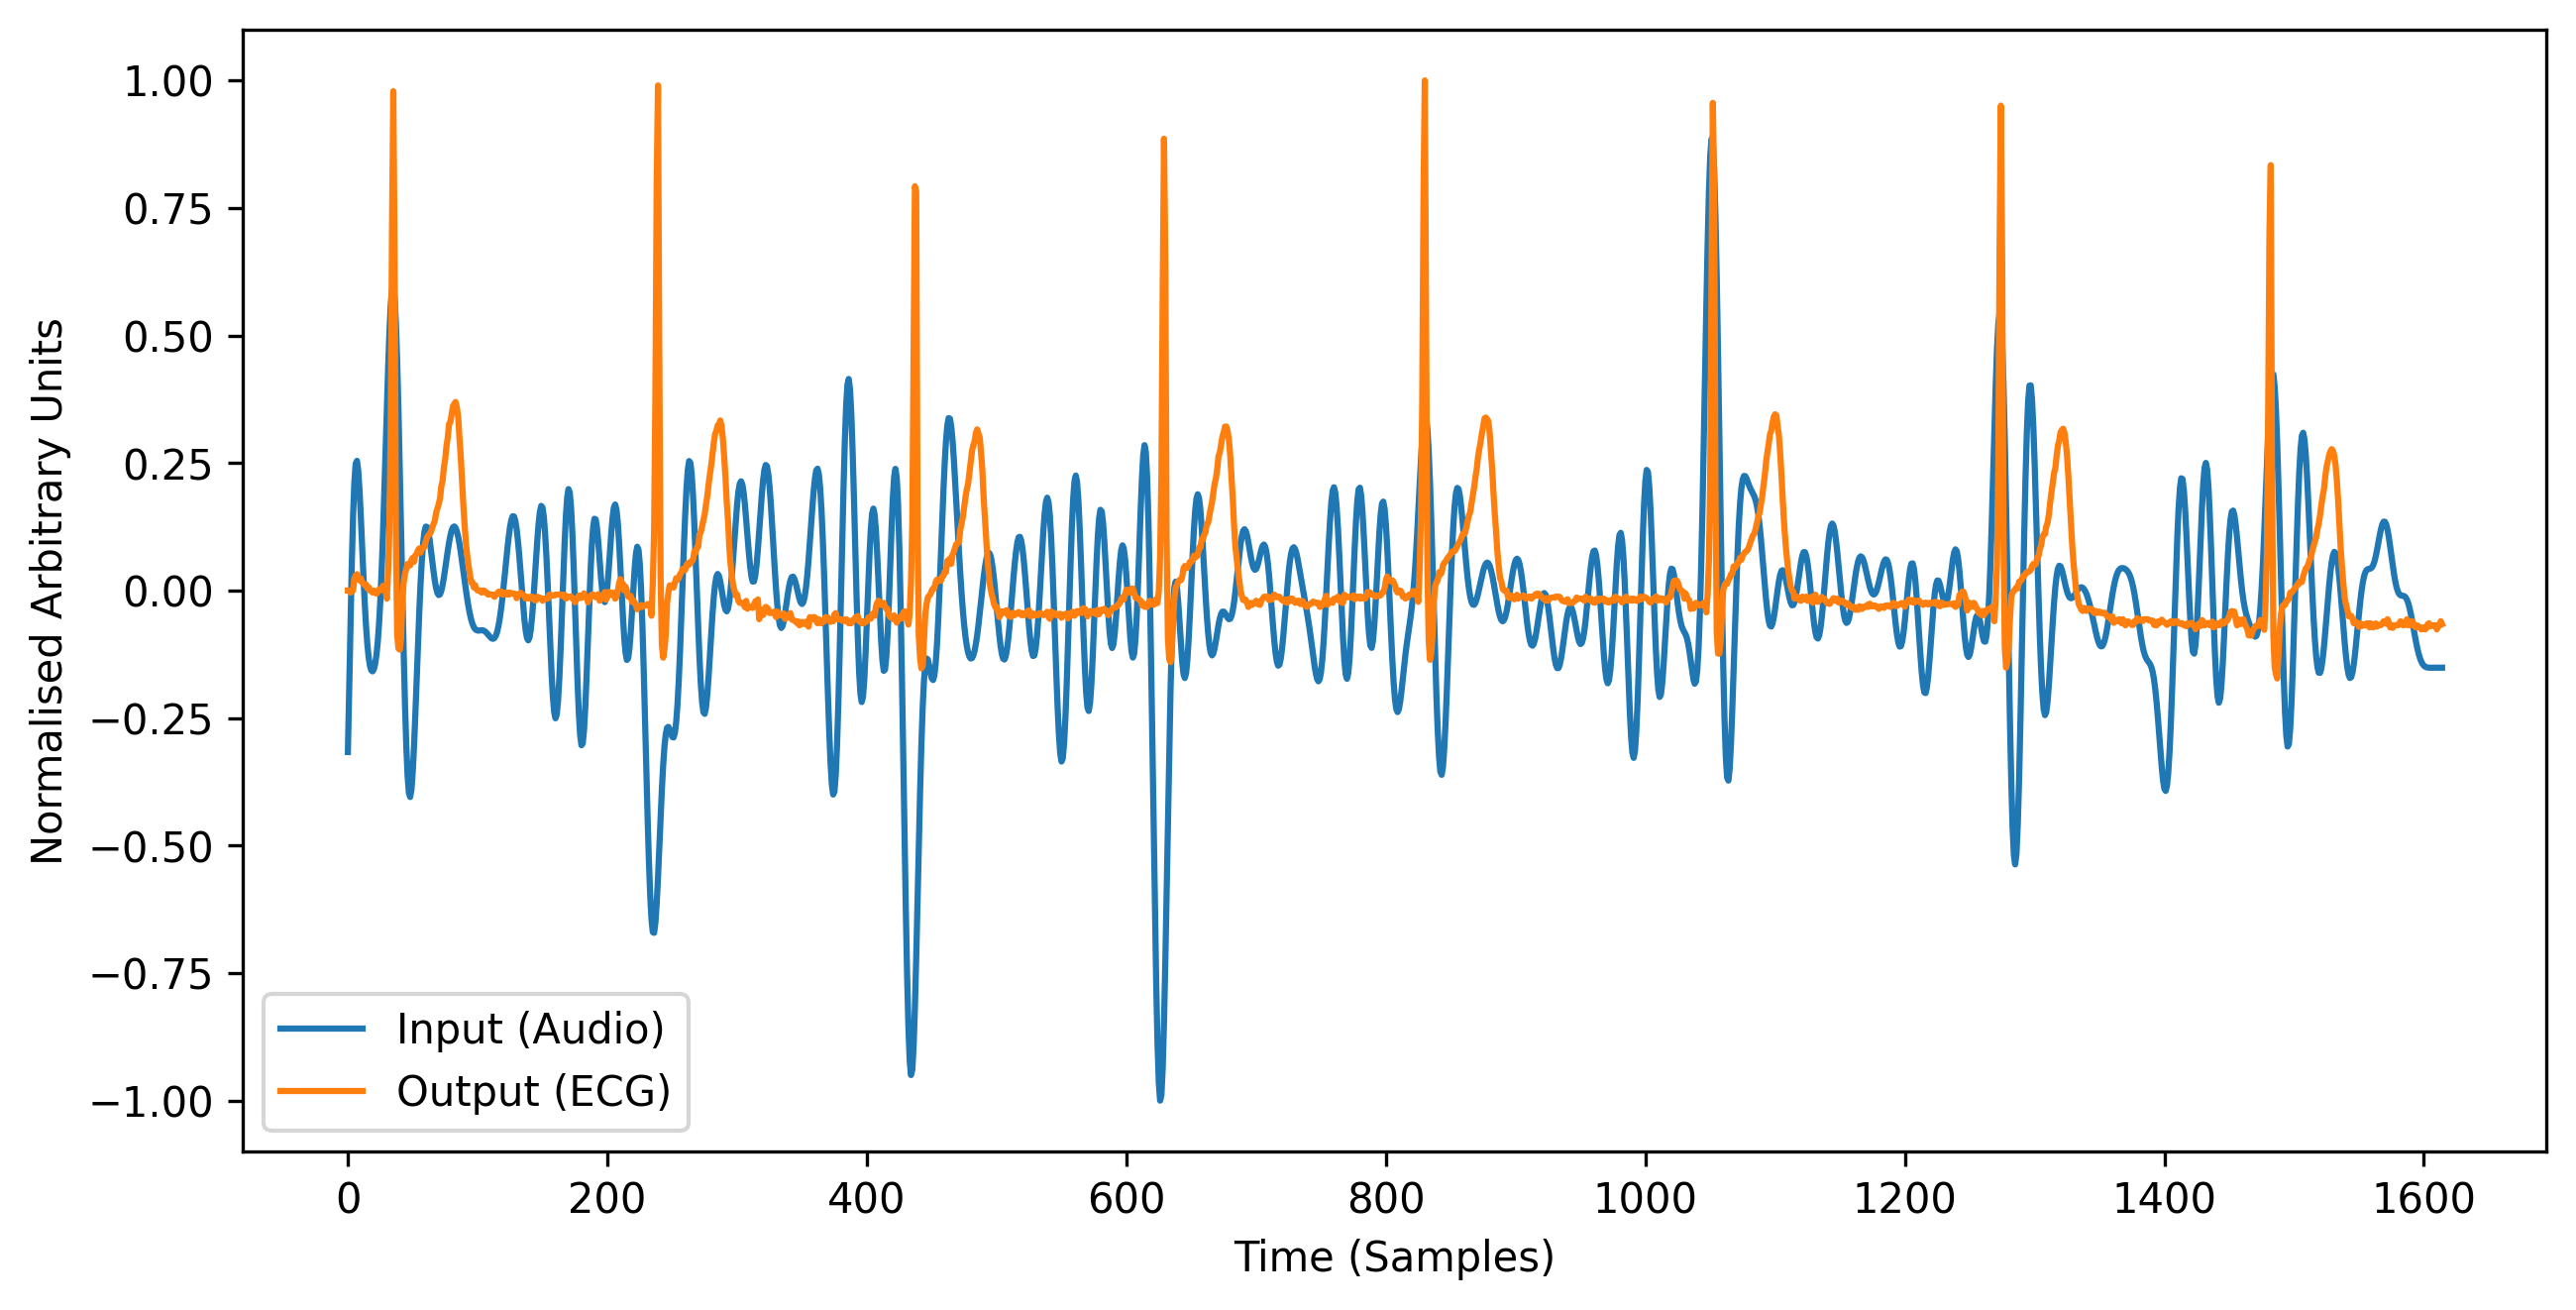 1.00
0.75
0.50
0.25
0.00
−0.25
−0.50
−0.75
−1.00
Normalised Arbitrary Units
Input (Audio)
Output (ECG)
0 200 400 600 800 1000 1200 1400 1600
Time (Samples)